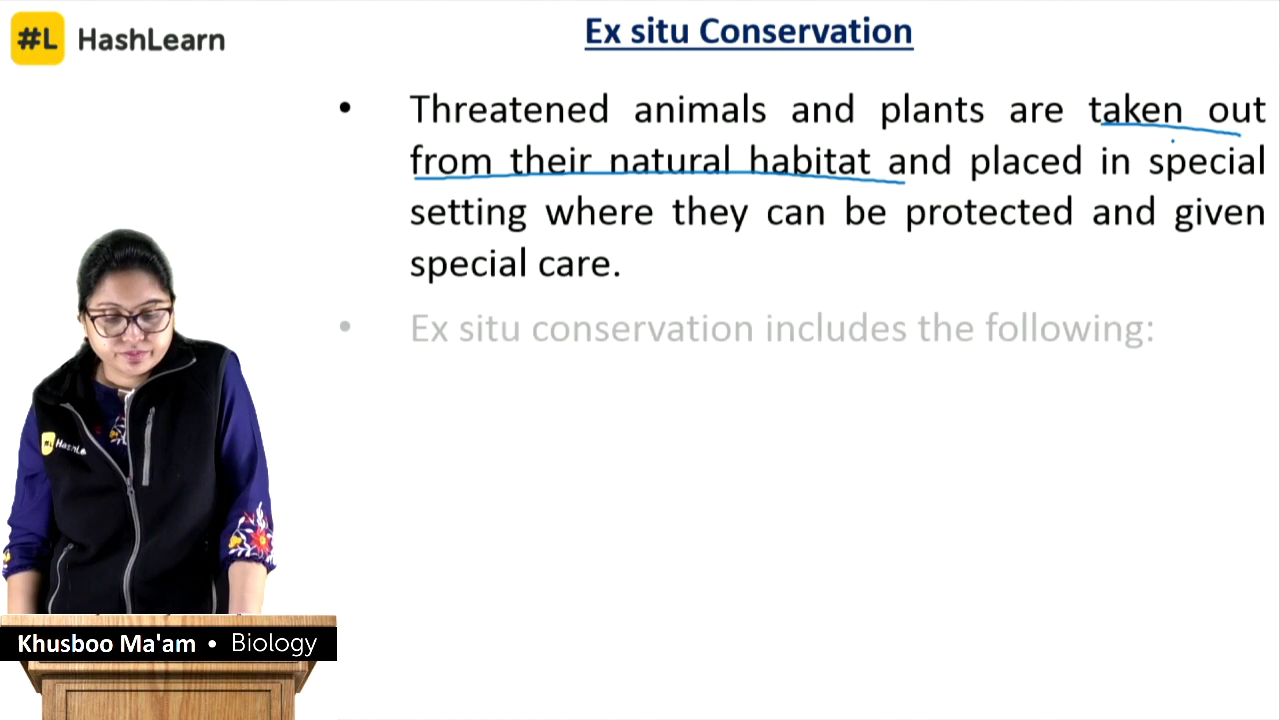 #L HashLearn
Ex situ Conservation
• Threatened animals and plants are taken out
from their natural habitat and placed in special
setting where they can be protected and given
special care.
• Ex situ conservation includes the following:
#L HashLe
Khusboo Ma'am • Biology